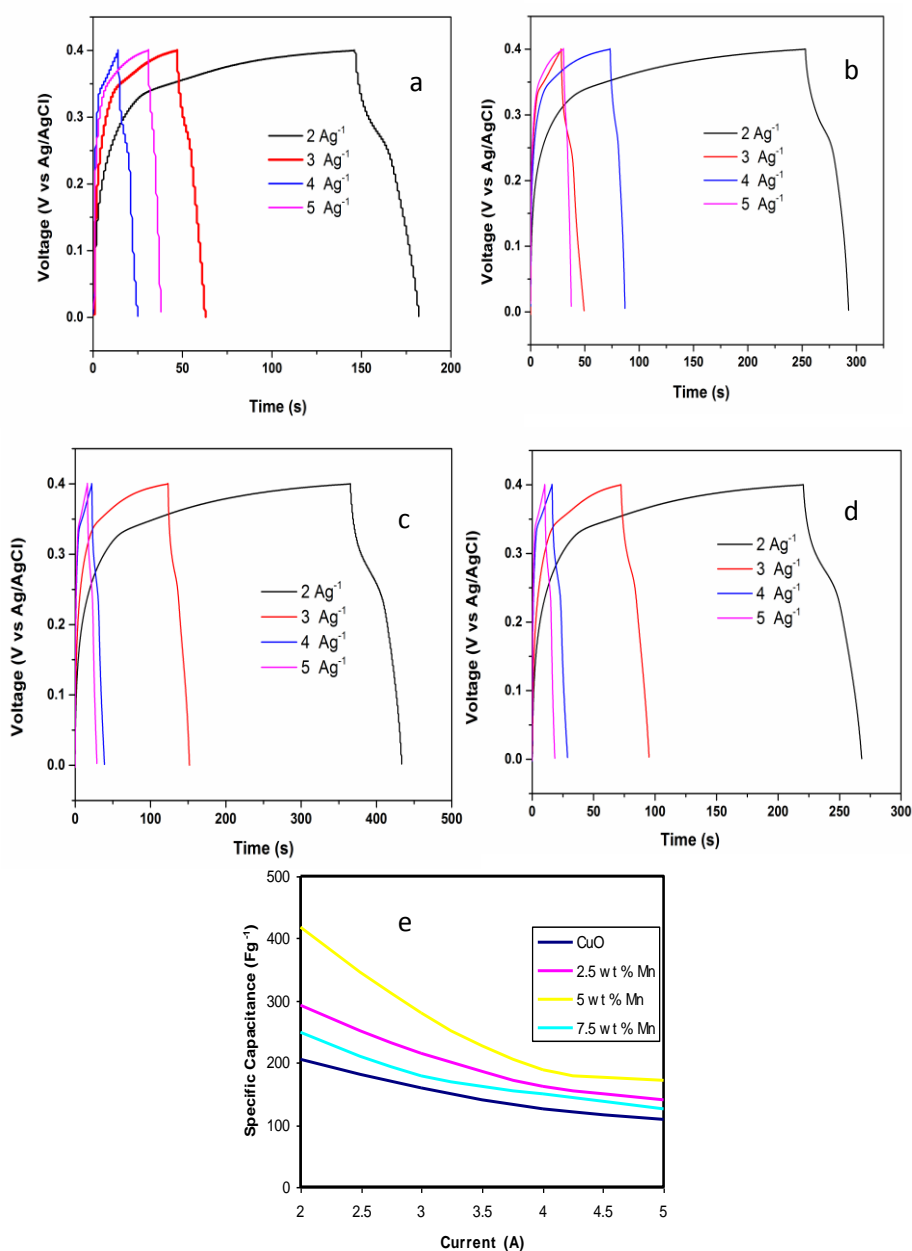 a
0.4
0.3
0.2
0.1
0.0
Voltage (V vs Ag/AgCl)
2 Ag⁻¹
3 Ag⁻¹
4 Ag⁻¹
5 Ag⁻¹
0 50 100 150 200
Time (s)
b
0.4
0.3
0.2
0.1
0.0
Voltage (V vs Ag/AgCl)
2 Ag⁻¹
3 Ag⁻¹
4 Ag⁻¹
5 Ag⁻¹
0 50 100 150 200 250 300
Time (s)
c
0.4
0.3
0.2
0.1
0.0
Voltage (V vs Ag/AgCl)
2 Ag⁻¹
3 Ag⁻¹
4 Ag⁻¹
5 Ag⁻¹
0 100 200 300 400 500
Time (s)
d
0.4
0.3
0.2
0.1
0.0
Voltage (V vs Ag/AgCl)
2 Ag⁻¹
3 Ag⁻¹
4 Ag⁻¹
5 Ag⁻¹
0 50 100 150 200 250 300
Time (s)
e
500
400
300
200
100
0
Specific Capacitance (Fg⁻¹)
CuO
2.5 wt % Mn
5 wt % Mn
7.5 wt % Mn
2 2.5 3 3.5 4 4.5 5
Current (A)